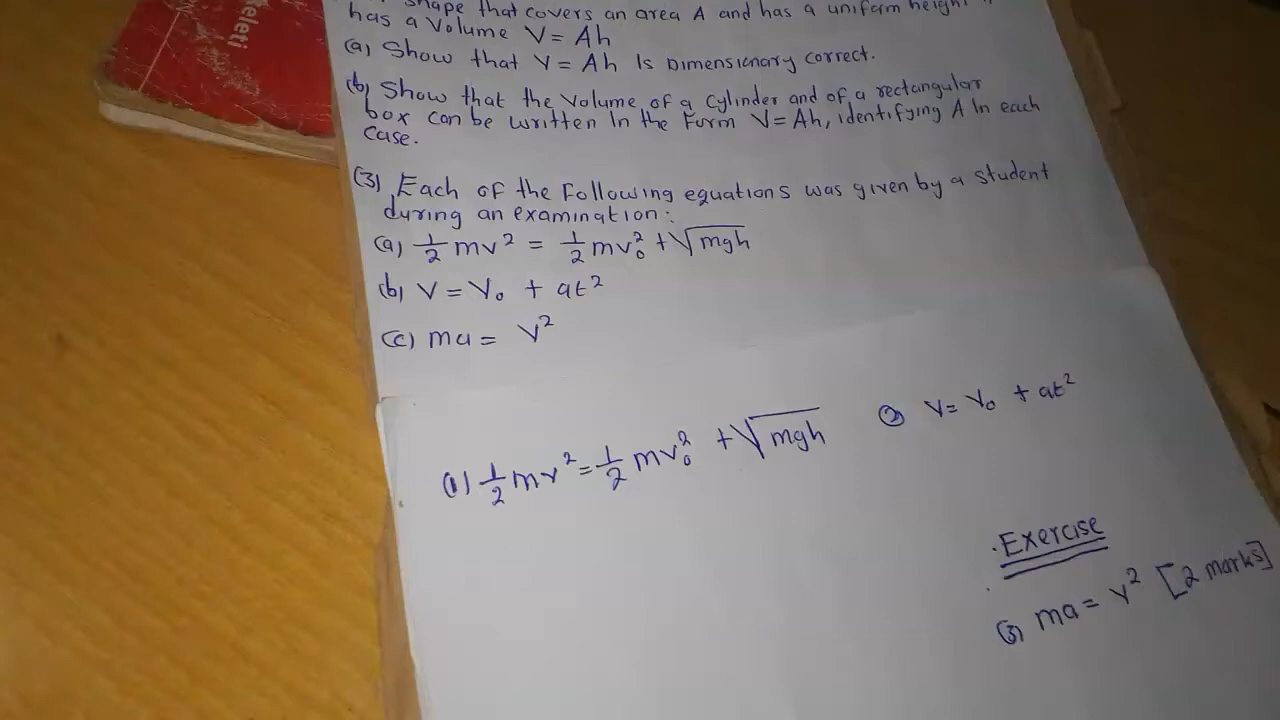 shape that covers an area A and has a uniform height
has a volume V = Ah
(a) Show that V = Ah Is Dimensionary correct.
(b) Show that the volume of a cylinder and of a rectangular
box can be written In the Form V = Ah, identifying A In each
case.
(3) Each of the Following equations was given by a student
during an examination:
(a) ½ mv² = ½ mv₀² + √mgh
(b) V = V₀ + at²
(c) ma = V²
(1) ½ mv² = ½ mv₀² + √mgh
(2) V = V₀ + at²
Exercise
(3) ma = V² [2 marks]
eleti